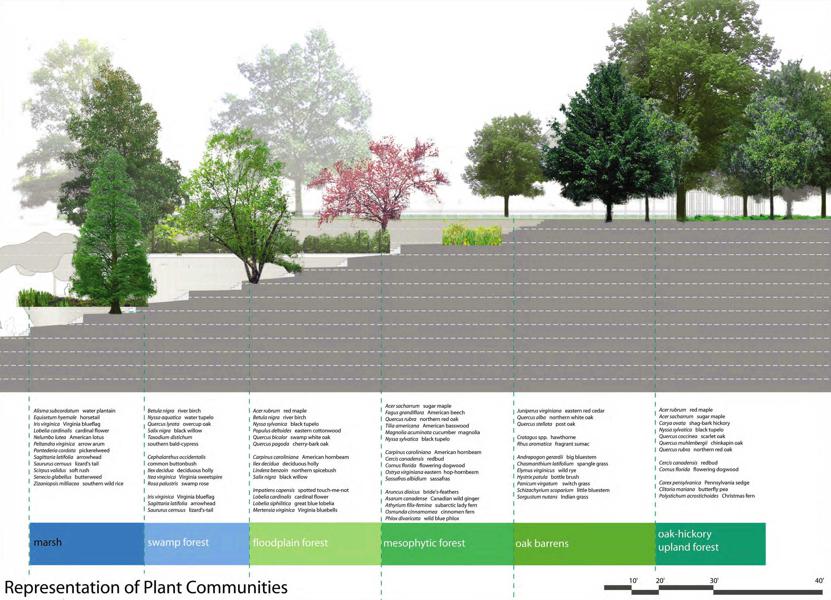 Alisma subcordatum water plantain
Equisetum hyemale horsetail
Iris virginica Virginia blueflag
Lobelia cardinalis cardinal flower
Nelumbo lutea American lotus
Peltandra virginica arrow arum
Pontederia cordata pickerelweed
Sagittaria latifolia arrowhead
Saururus cernuus lizard's tail
Scirpus validus soft rush
Senecio glabellus butterweed
Zizaniopsis miliacea southern wild rice
marsh
Betula nigra river birch
Nyssa aquatica water tupelo
Quercus lyrata overcup oak
Salix nigra black willow
Taxodium distichum
southern bald-cypress
Cephalanthus occidentalis
common buttonbush
Ilex decidua deciduous holly
Itea virginica Virginia sweetspire
Rosa palustris swamp rose
Iris virginica Virginia blueflag
Sagittaria latifolia arrowhead
Saururus cernuus lizard's-tail
swamp forest
Acer rubrum red maple
Betula nigra river birch
Nyssa sylvanica black tupelo
Populus deltoides eastern cottonwood
Quercus bicolor swamp white oak
Quercus pagoda cherry-bark oak
Carpinus caroliniana American hornbeam
Ilex decidua deciduous holly
Lindera benzoin northern spicebush
Salix nigra black willow
Impatiens capensis spotted touch-me-not
Lobelia cardinalis cardinal flower
Lobelia siphilitica great blue lobelia
Mertensia virginica Virginia bluebells
floodplain forest
Acer saccharum sugar maple
Fagus grandiflora American beech
Quercus rubra northern red oak
Tilia americana American basswood
Magnolia acuminata cucumber magnolia
Nyssa sylvatica black tupelo
Carpinus caroliniana American hornbeam
Cercis canadensis redbud
Cornus florida flowering dogwood
Ostrya virginiana eastern hop-hornbeam
Sassafras albidum sassafras
Aruncus dioicus bride's-feathers
Asarum canadense Canadian wild ginger
Athyrium filix-femina subarctic lady fern
Osmunda cinnamomea cinnamen fern
Phlox divaricata wild blue phlox
mesophytic forest
Juniperus virginiana eastern red cedar
Quercus alba northern white oak
Quercus stellata post oak
Crataegus spp. hawthorne
Rhus aromatica fragrant sumac
Andropogon gerardii big bluestem
Chasmanthium latifolium spangle grass
Elymus virginicus wild rye
Hystrix patula bottle brush
Panicum virgatum switch grass
Schizachyrium scoparium little bluestem
Sorgustum nutans Indian grass
oak barrens
Acer rubrum red maple
Acer saccharum sugar maple
Carya ovata shag-bark hickory
Nyssa sylvatica black tupelo
Quercus coccinea scarlet oak
Quercus muhlenbergii chinkapin oak
Quercus rubra northern red oak
Cercis canadensis redbud
Cornus florida flowering dogwood
Carex pensylvanica Pennsylvania sedge
Clitoria mariana butterfly pea
Polystichum acrostichoides Christmas fern
oak-hickory
upland forest
Representation of Plant Communities
10' 20' 30' 40'